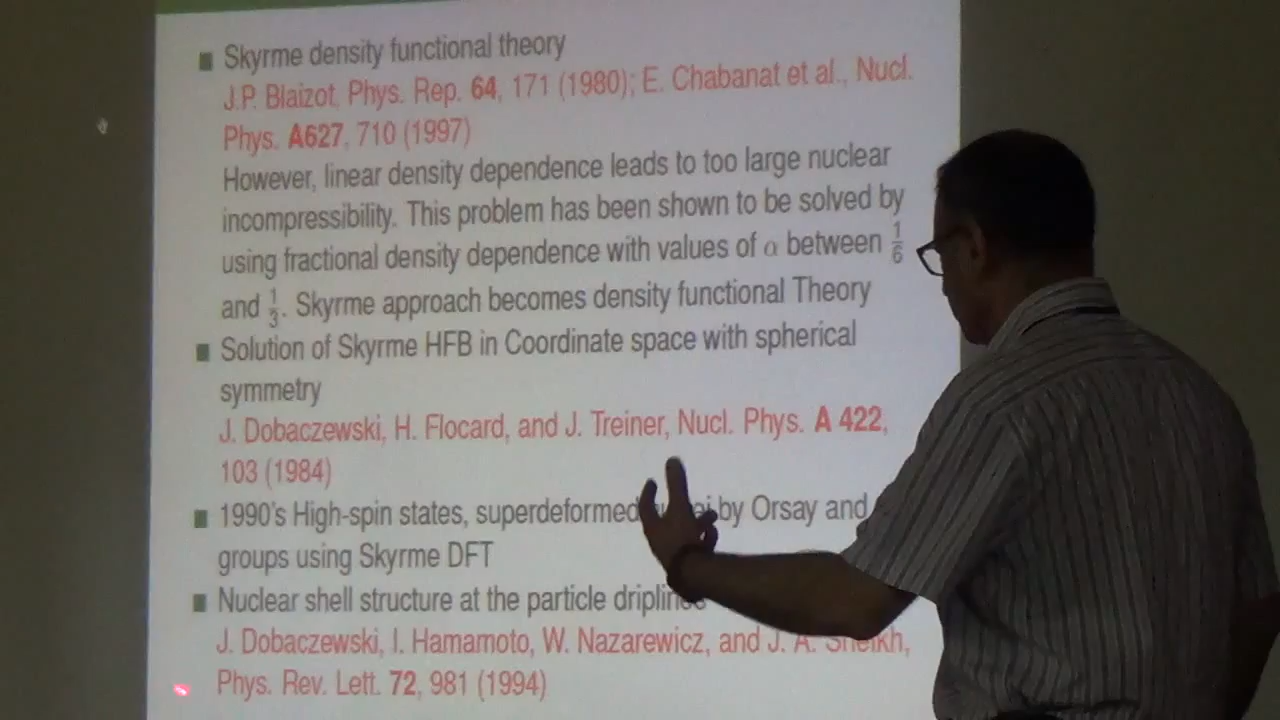 Skyrme density functional theory
J.P. Blaizot, Phys. Rep. 64, 171 (1980); E. Chabanat et al., Nucl.
Phys. A627, 710 (1997)
However, linear density dependence leads to too large nuclear
incompressibility. This problem has been shown to be solved by
using fractional density dependence with values of α between 1/6
and 1/3. Skyrme approach becomes density functional Theory
Solution of Skyrme HFB in Coordinate space with spherical
symmetry
J. Dobaczewski, H. Flocard, and J. Treiner, Nucl. Phys. A 422,
103 (1984)
1990's High-spin states, superdeformed by Orsay and
groups using Skyrme DFT
Nuclear shell structure at the particle driplines
J. Dobaczewski, I. Hamamoto, W. Nazarewicz, and J. A. Sheikh,
Phys. Rev. Lett. 72, 981 (1994)